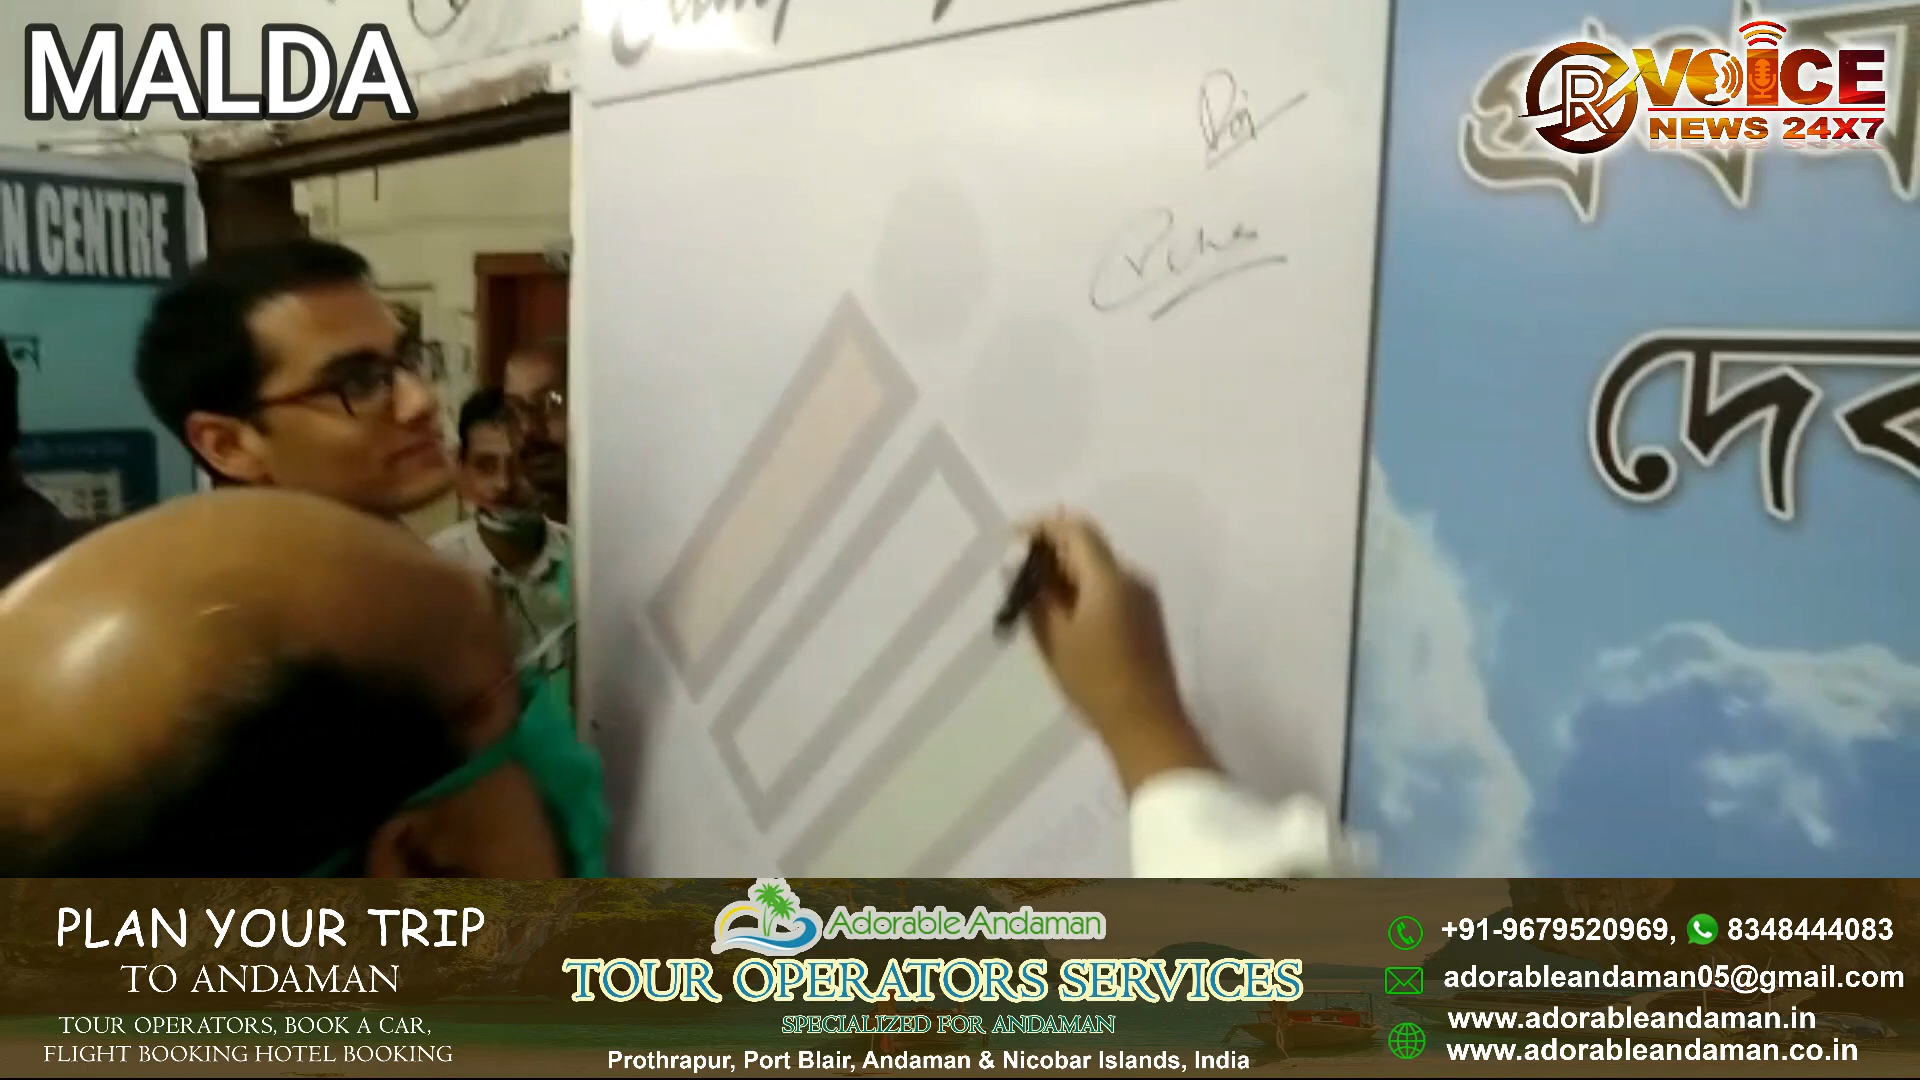 MALDA
R VOICE
NEWS 24X7
N CENTRE
দেব
PLAN YOUR TRIP
TO ANDAMAN
TOUR OPERATORS, BOOK A CAR,
FLIGHT BOOKING HOTEL BOOKING
Adorable Andaman
TOUR OPERATORS SERVICES
SPECIALIZED FOR ANDAMAN
Prothrapur, Port Blair, Andaman & Nicobar Islands, India
+91-9679520969, 8348444083
adorableandaman05@gmail.com
www.adorableandaman.in
www.adorableandaman.co.in